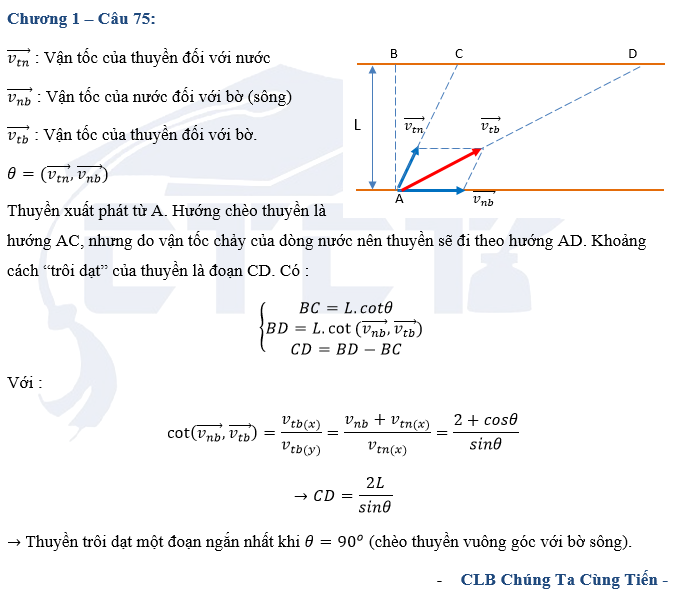 Chương 1 – Câu 75:
$\overrightarrow{v_{tn}}$ : Vận tốc của thuyền đối với nước
$\overrightarrow{v_{nb}}$ : Vận tốc của nước đối với bờ (sông)
$\overrightarrow{v_{tb}}$ : Vận tốc của thuyền đối với bờ.
$\theta = (\overrightarrow{v_{tn}}, \overrightarrow{v_{nb}})$
B C D
L $\overrightarrow{v_{tn}}$ $\overrightarrow{v_{tb}}$
A $\overrightarrow{v_{nb}}$
Thuyền xuất phát từ A. Hướng chèo thuyền là
hướng AC, nhưng do vận tốc chảy của dòng nước nên thuyền sẽ đi theo hướng AD. Khoảng
cách “trôi dạt” của thuyền là đoạn CD. Có :
$BC = L.cot\theta$
$BD = L.cot\,(\overrightarrow{v_{nb}}, \overrightarrow{v_{tb}})$
$CD = BD - BC$
Với :
$cot(\overrightarrow{v_{nb}}, \overrightarrow{v_{tb}}) = \frac{v_{tb(x)}}{v_{tb(y)}} = \frac{v_{nb} + v_{tn(x)}}{v_{tn(x)}} = \frac{2 + cos\theta}{sin\theta}$
$\rightarrow CD = \frac{2L}{sin\theta}$
→ Thuyền trôi dạt một đoạn ngắn nhất khi $\theta = 90^o$ (chèo thuyền vuông góc với bờ sông).
- CLB Chúng Ta Cùng Tiến -
CTCT